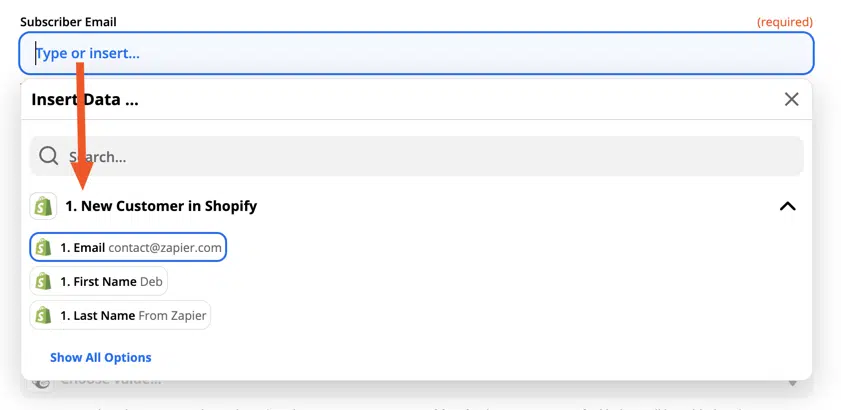 Subscriber Email (required)
Type or insert...
Insert Data ...
Search...
1. New Customer in Shopify
1. Email contact@zapier.com
1. First Name Deb
1. Last Name From Zapier
Show All Options
Choose value...